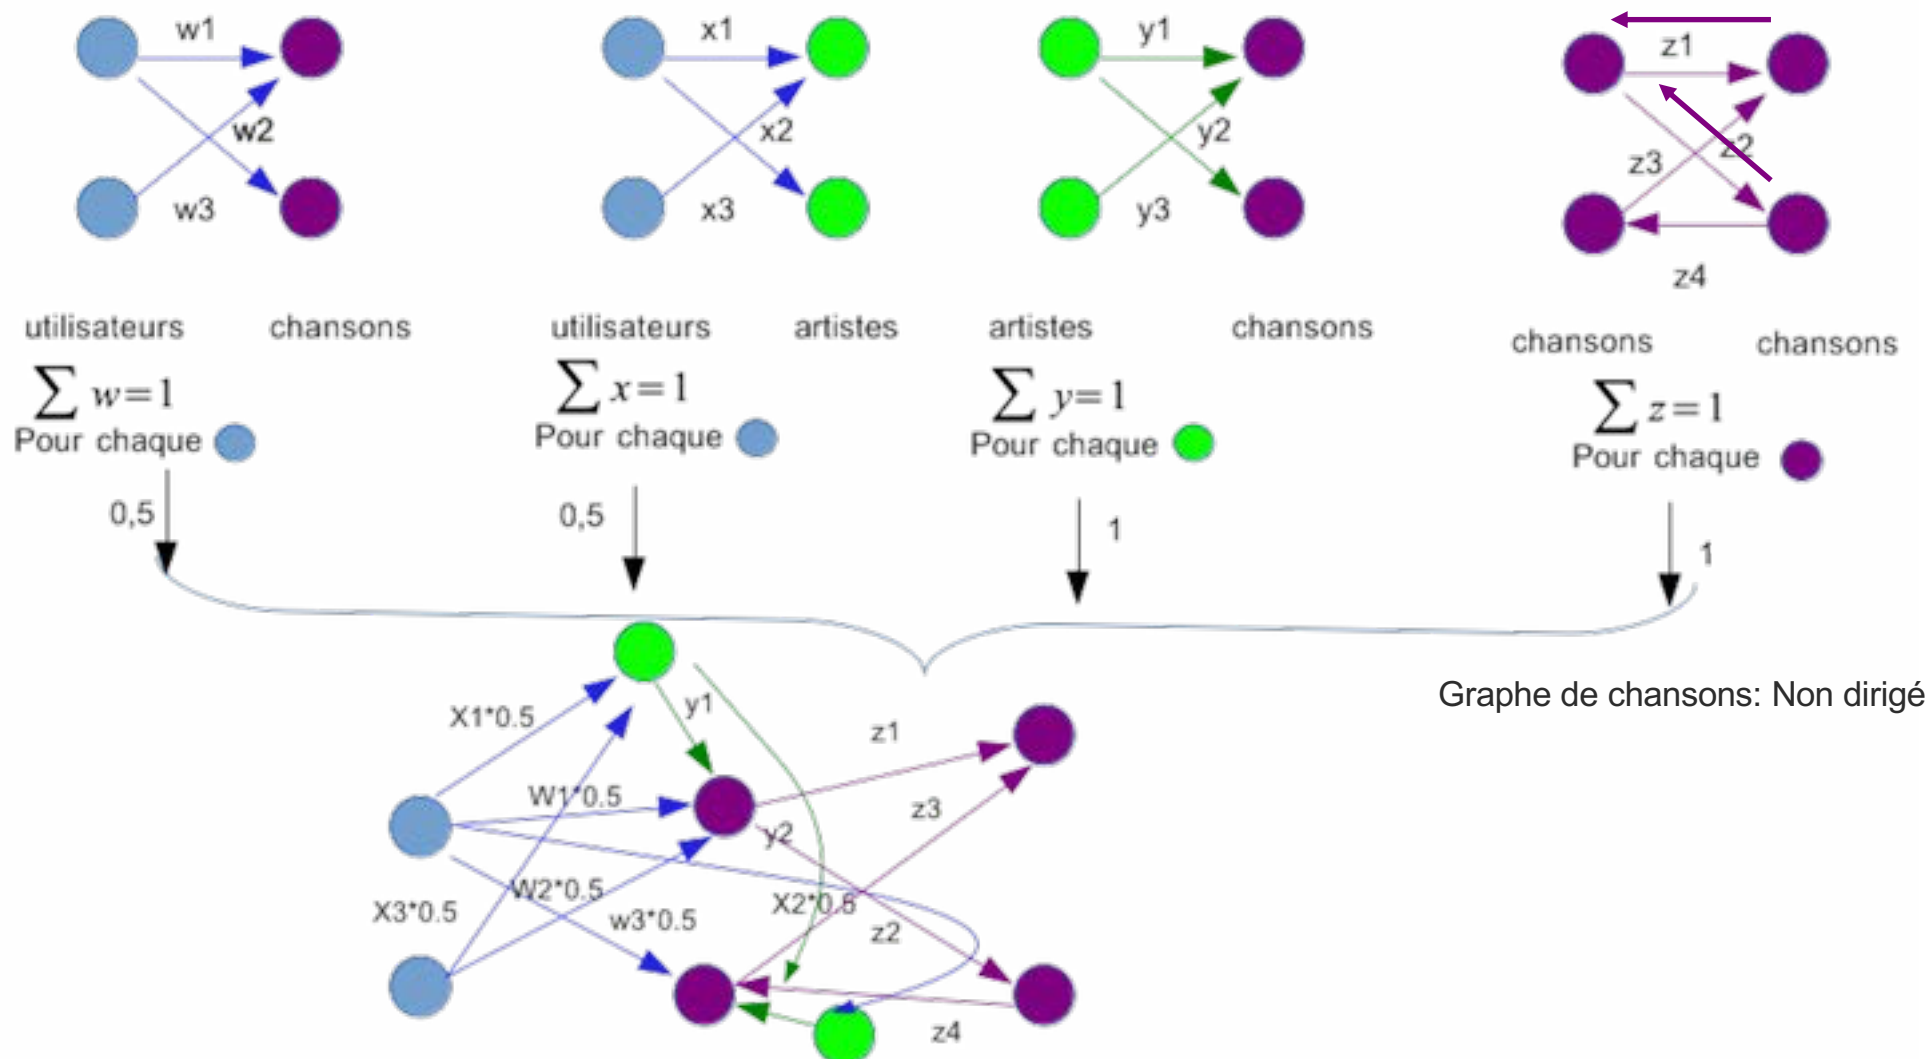 w1
w2
w3
x1
x2
x3
y1
y2
y3
z1
z2
z3
z4
utilisateurs chansons
utilisateurs artistes
artistes chansons
chansons chansons
∑ w=1
Pour chaque
∑ x=1
Pour chaque
∑ y=1
Pour chaque
∑ z=1
Pour chaque
0,5
0,5
1
1
Graphe de chansons: Non dirigé
X1*0.5
y1
z1
W1*0.5
y2
z3
X3*0.5
W2*0.5
w3*0.5
X2*0.5
z2
z4